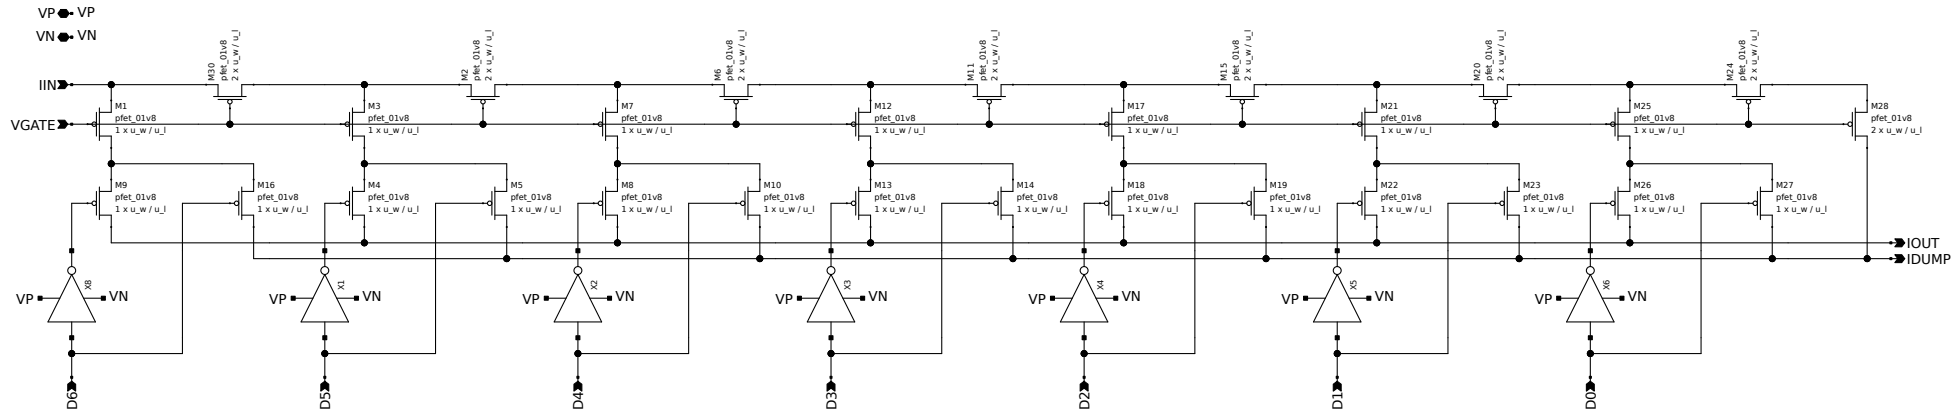 VP VP
VN VN
M30
pfet_01v8
2 x u_w / u_l
M2
pfet_01v8
2 x u_w / u_l
M6
pfet_01v8
2 x u_w / u_l
M11
pfet_01v8
2 x u_w / u_l
M15
pfet_01v8
2 x u_w / u_l
M20
pfet_01v8
2 x u_w / u_l
M24
pfet_01v8
2 x u_w / u_l
IIN
VGATE
M1
pfet_01v8
1 x u_w / u_l
M3
pfet_01v8
1 x u_w / u_l
M7
pfet_01v8
1 x u_w / u_l
M12
pfet_01v8
1 x u_w / u_l
M17
pfet_01v8
1 x u_w / u_l
M21
pfet_01v8
1 x u_w / u_l
M25
pfet_01v8
1 x u_w / u_l
M28
pfet_01v8
2 x u_w / u_l
M9
pfet_01v8
1 x u_w / u_l
M16
pfet_01v8
1 x u_w / u_l
M4
pfet_01v8
1 x u_w / u_l
M5
pfet_01v8
1 x u_w / u_l
M8
pfet_01v8
1 x u_w / u_l
M10
pfet_01v8
1 x u_w / u_l
M13
pfet_01v8
1 x u_w / u_l
M14
pfet_01v8
1 x u_w / u_l
M18
pfet_01v8
1 x u_w / u_l
M19
pfet_01v8
1 x u_w / u_l
M22
pfet_01v8
1 x u_w / u_l
M23
pfet_01v8
1 x u_w / u_l
M26
pfet_01v8
1 x u_w / u_l
M27
pfet_01v8
1 x u_w / u_l
IOUT
IDUMP
VP X8 VN
VP X1 VN
VP X2 VN
VP X3 VN
VP X4 VN
VP X5 VN
VP X6 VN
D6
D5
D4
D3
D2
D1
D0